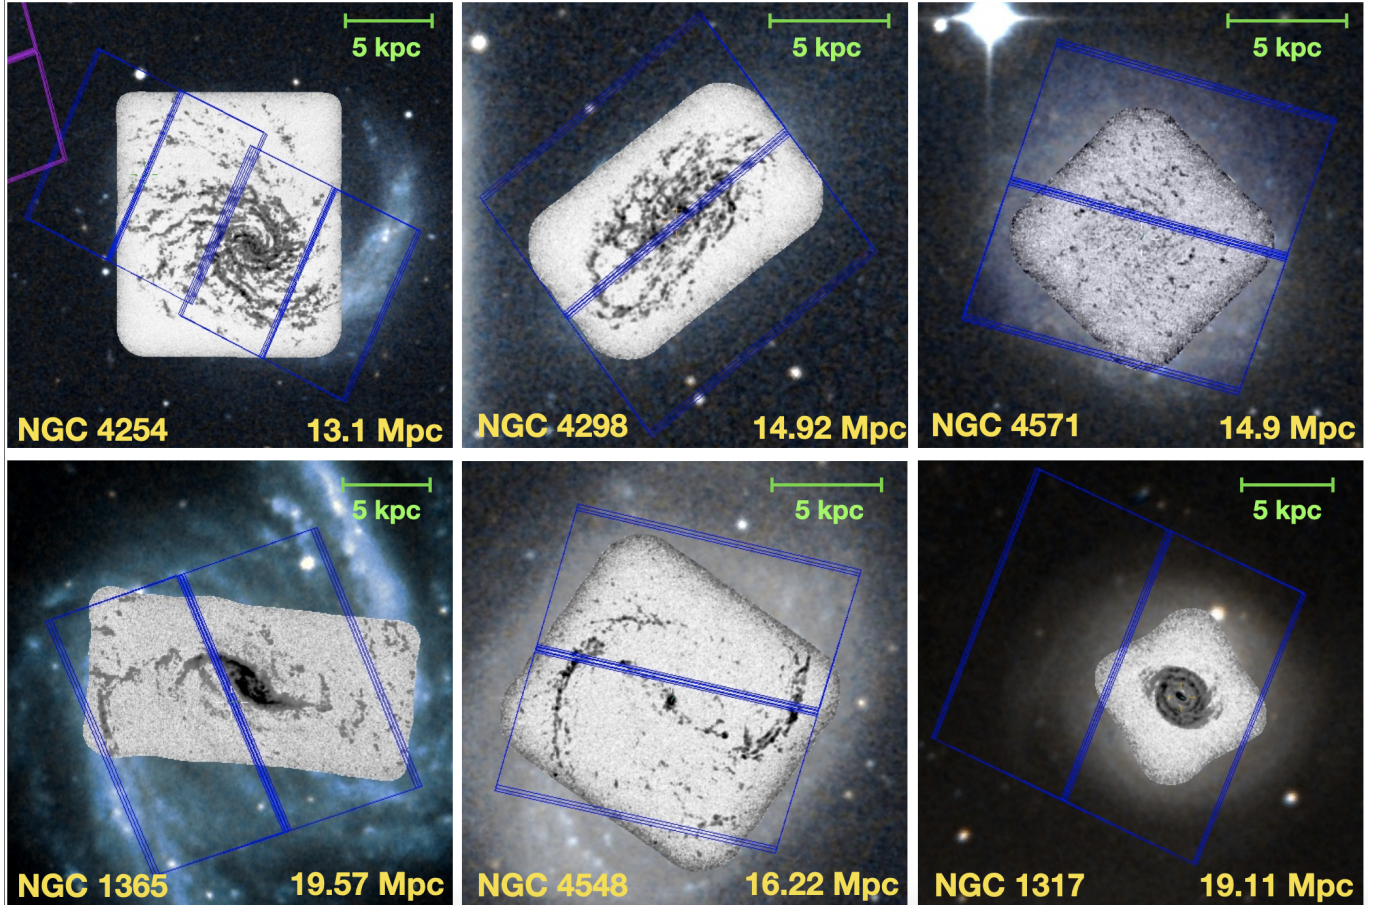 5 kpc
NGC 4254 13.1 Mpc
5 kpc
NGC 4298 14.92 Mpc
5 kpc
NGC 4571 14.9 Mpc
5 kpc
NGC 1365 19.57 Mpc
5 kpc
NGC 4548 16.22 Mpc
5 kpc
NGC 1317 19.11 Mpc